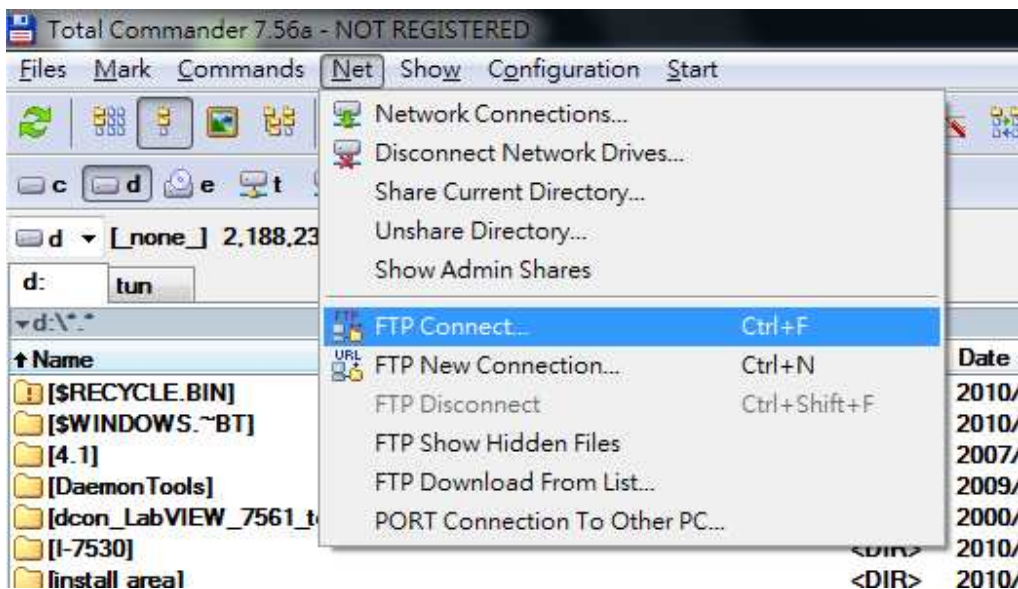 Total Commander 7.56a - NOT REGISTERED
Files Mark Commands Net Show Configuration Start
Network Connections...
Disconnect Network Drives...
Share Current Directory...
Unshare Directory...
Show Admin Shares
FTP Connect... Ctrl+F
FTP New Connection... Ctrl+N
FTP Disconnect Ctrl+Shift+F
FTP Show Hidden Files
FTP Download From List...
PORT Connection To Other PC...
c d e t
d [_none_] 2,188,23
d: tun
d:\*.*
Name Date
[$RECYCLE.BIN] 2010/
[$WINDOWS.~BT] 2010/
[4.1] 2007/
[DaemonTools] 2009/
[dcon_LabVIEW_7561_t 2000/
[I-7530] <DIR> 2010/
[install area] <DIR> 2010/